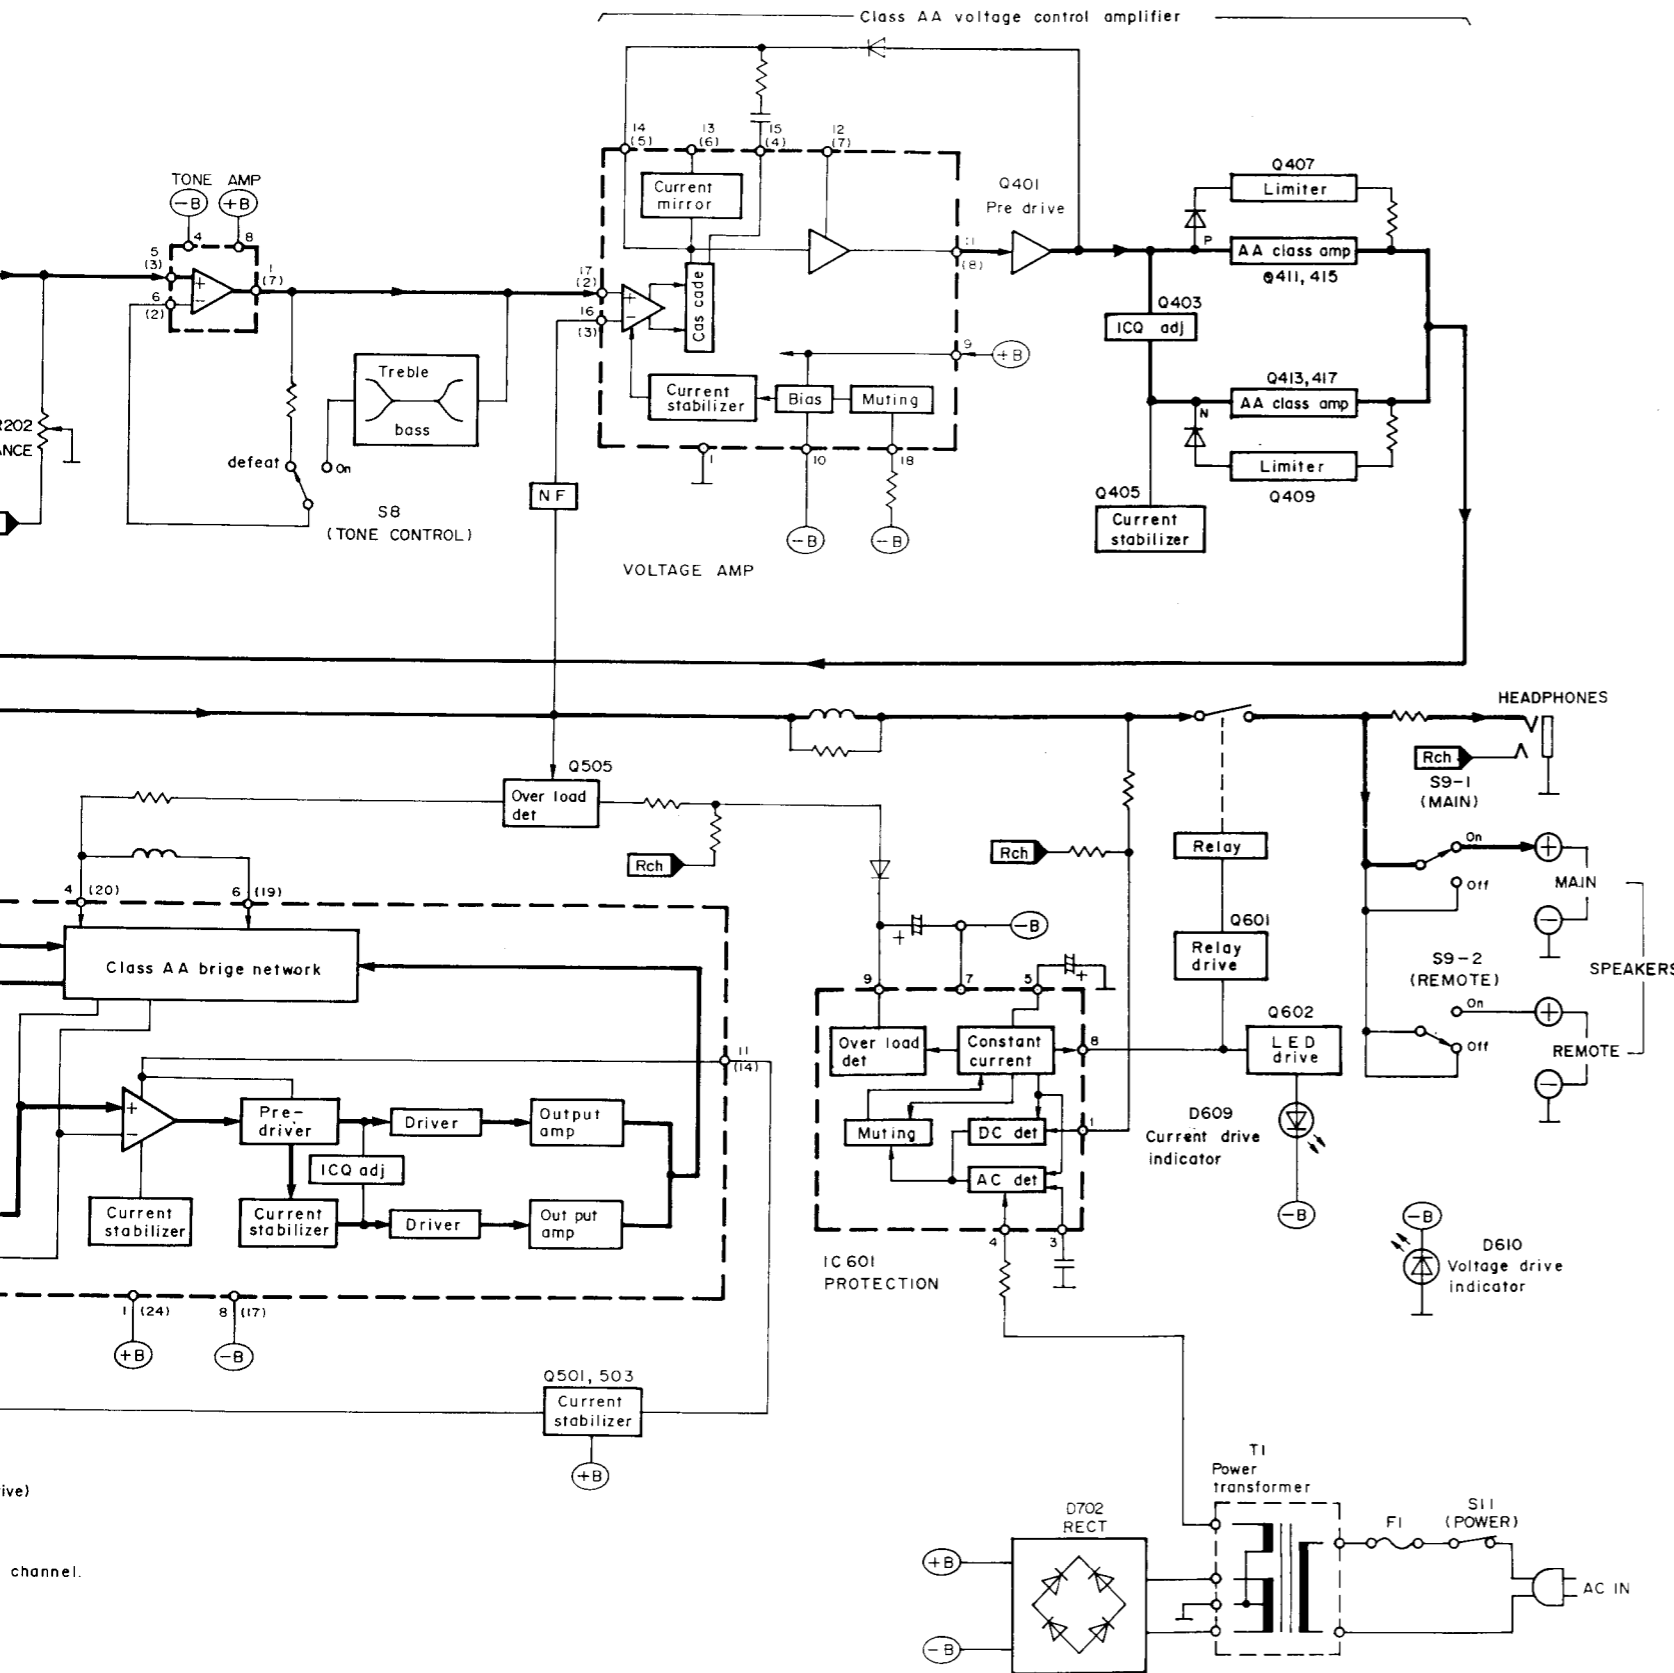 Class AA voltage control amplifier
14
(5)
13
(6)
15
(4)
12
(7)
Current
mirror
Q401
Pre drive
11
(8)
Q407
Limiter
P
AA class amp
Q411, 415
TONE AMP
-B
+B
4
8
5
(3)
+
-
1
(7)
6
(2)
17
(2)
+
-
16
(3)
Cas cade
Q403
ICQ adj
9
+B
Treble
bass
Current
stabilizer
Bias
Muting
Q413, 417
AA class amp
N
Limiter
Q409
R202
ANCE
defeat
On
S8
(TONE CONTROL)
1
10
18
NF
-B
-B
Q405
Current
stabilizer
VOLTAGE AMP
HEADPHONES
Rch
S9-1
(MAIN)
Q505
Over load
det
Rch
Rch
Relay
On
+
Off
MAIN
-
Q601
Relay
drive
S9-2
(REMOTE)
SPEAKERS
On
+
Off
REMOTE
-
4
(20)
6
(19)
Class AA brige network
+
-B
9
7
5
+
Over load
det
Constant
current
8
Q602
LED
drive
11
(14)
+
-
Pre-
driver
Driver
Output
amp
ICQ adj
Current
stabilizer
Current
stabilizer
Driver
Out put
amp
Muting
DC det
1
AC det
D609
Current drive
indicator
-B
4
3
IC601
PROTECTION
-B
D610
Voltage drive
indicator
1
(24)
8
(17)
+B
-B
Q501, 503
Current
stabilizer
+B
ive)
channel.
T1
Power
transformer
D702
RECT
+B
-B
F1
S11
(POWER)
AC IN